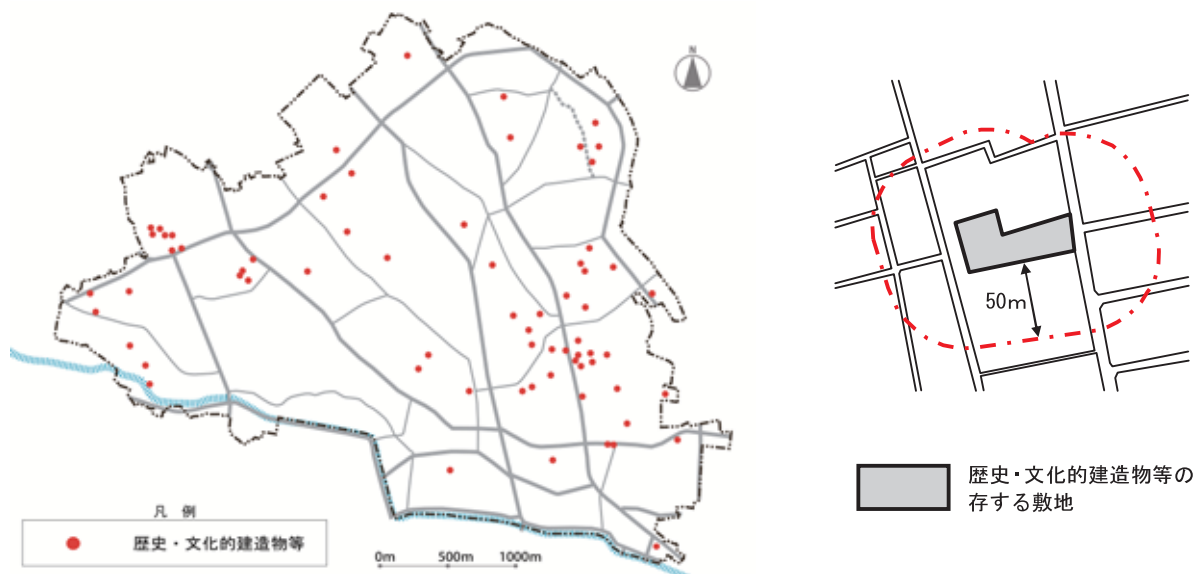 N
凡 例
歴史・文化的建造物等
0m 500m 1000m
50m
歴史・文化的建造物等の
存する敷地